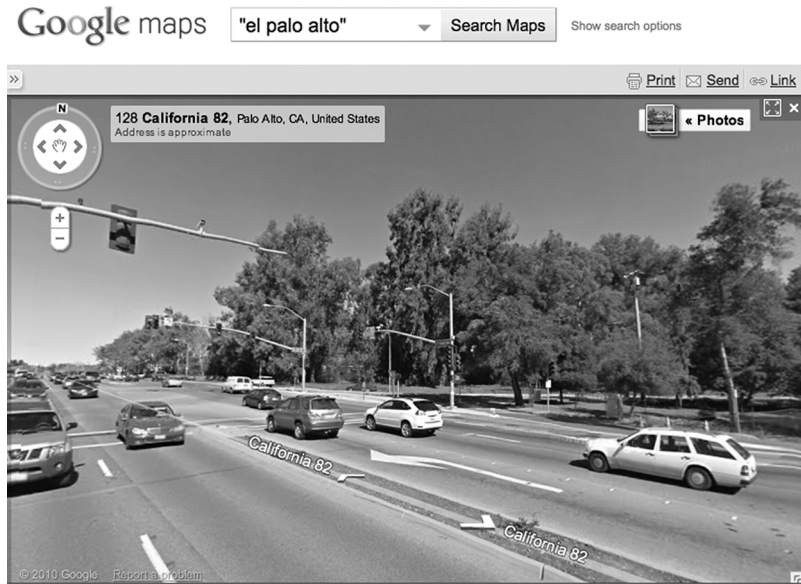 Google maps
"el palo alto"
Search Maps
Show search options
»
Print
Send
Link
N
128 California 82, Palo Alto, CA, United States
Address is approximate
« Photos
California 82
California 82
© 2010 Google
Report a problem